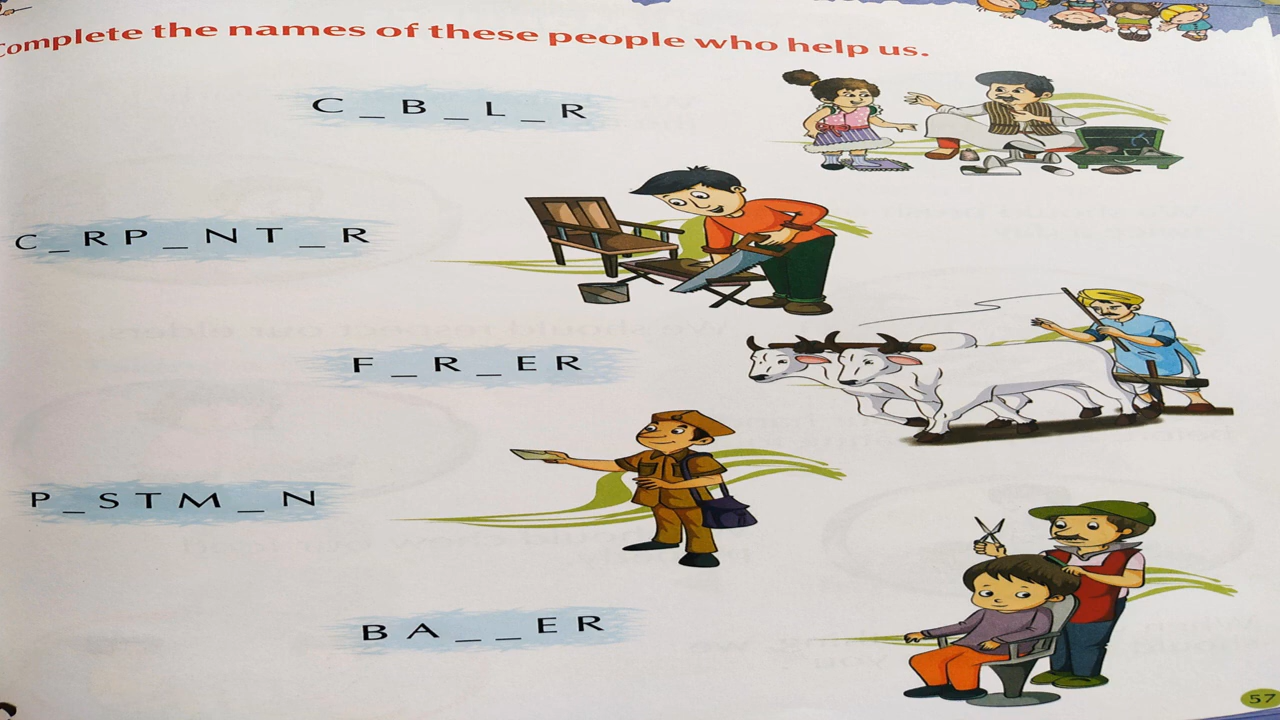 Complete the names of these people who help us.
C _ B _ L _ R
C _ R P _ N T _ R
F _ R _ E R
P _ S T M _ N
B A _ _ E R
57